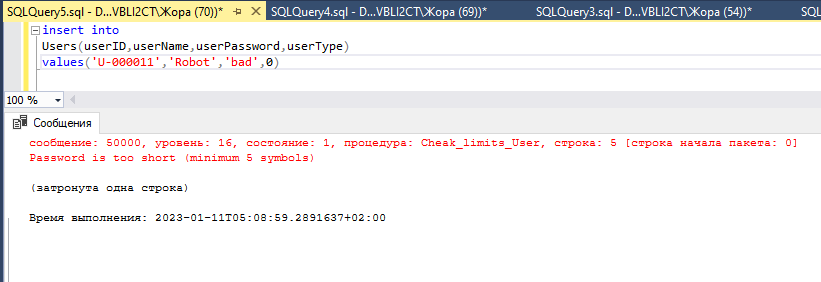 SQLQuery5.sql - D...VBLI2CT\Жора (70))*
SQLQuery4.sql - D...VBLI2CT\Жора (69))*
SQLQuery3.sql - D...VBLI2CT\Жора (54))*
SQL
insert into
Users(userID,userName,userPassword,userType)
values('U-000011','Robot','bad',0)
100 %
Сообщения
сообщение: 50000, уровень: 16, состояние: 1, процедура: Cheak_limits_User, строка: 5 [строка начала пакета: 0]
Password is too short (minimum 5 symbols)
(затронута одна строка)
Время выполнения: 2023-01-11T05:08:59.2891637+02:00